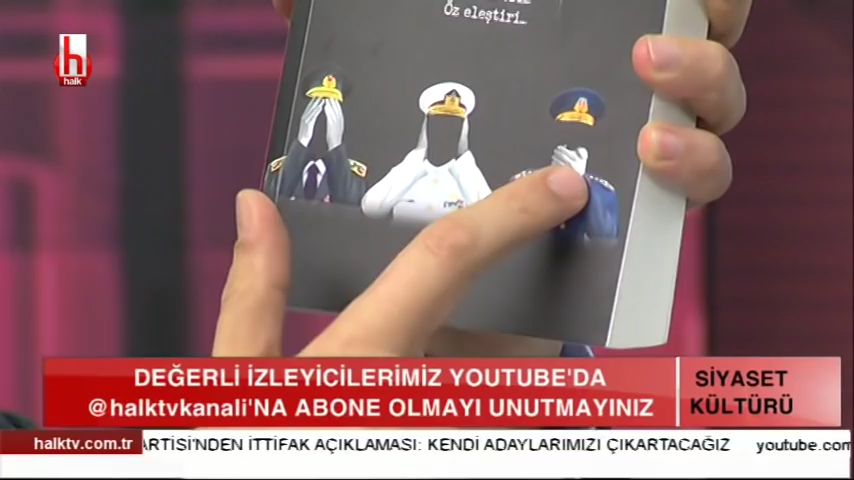 Öz eleştiri...
h
halk
DEĞERLİ İZLEYİCİLERİMİZ YOUTUBE'DA
@halktvkanali'NA ABONE OLMAYI UNUTMAYINIZ
SİYASET
KÜLTÜRÜ
halktv.com.tr
ARTİSİ'NDEN İTTİFAK AÇIKLAMASI: KENDİ ADAYLARIMIZI ÇIKARTACAĞIZ
youtube.com